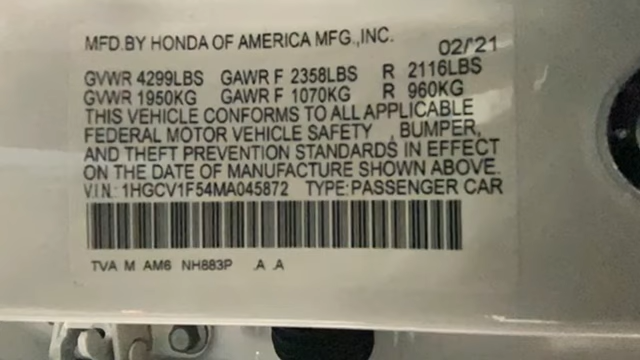 MFD.BY HONDA OF AMERICA MFG.,INC. 02/'21
GVWR 4299LBS GAWR F 2358LBS R 2116LBS
GVWR 1950KG GAWR F 1070KG R 960KG
THIS VEHICLE CONFORMS TO ALL APPLICABLE
FEDERAL MOTOR VEHICLE SAFETY , BUMPER,
AND THEFT PREVENTION STANDARDS IN EFFECT
ON THE DATE OF MANUFACTURE SHOWN ABOVE.
V.I.N.: 1HGCV1F54MA045872 TYPE:PASSENGER CAR
TVA M AM6 NH883P .A .A